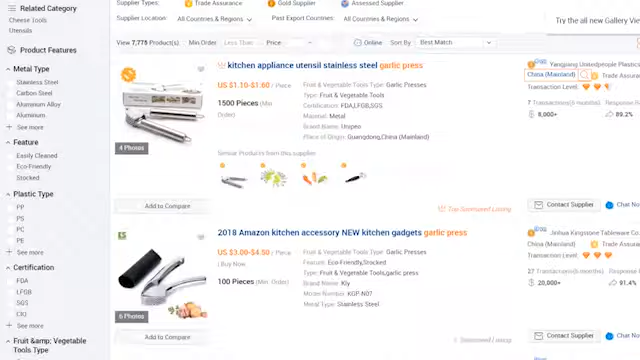 Related Category
Cheese Tools
Utensils
Product Features
Metal Type
Stainless Steel
Carbon Steel
Aluminum Alloy
Aluminum
See more
Feature
Easily Cleaned
Eco-Friendly
Stocked
Plastic Type
PP
PS
PC
PE
See more
Certification
FDA
LFGB
SGS
CIQ
See more
Fruit &amp; Vegetable
Tools Type
Supplier Types: Trade Assurance Gold Supplier Assessed Supplier
Supplier Location: All Countries & Regions Past Export Countries: All Countries & Regions
Try the all new Gallery View
View 7,778 Product(s) Min.Order Less Than Price Online Sort By Best Match
kitchen appliance utensil stainless steel garlic press
US $1.10-$1.60 / Piece
1500 Pieces (Min. Order)
Fruit & Vegetable Tools Type: Garlic Presses
Type: Fruit & Vegetable Tools
Certification: FDA,LFGB,SGS
Material: Metal
Brand Name: Unspeo
Place of Origin: Guangdong,China (Mainland)
Similar Products from this supplier
4 Photos
Add to Compare
Top Sponsored Listing
Yangjiang Unitedpeople Plastics
China (Mainland) Trade Assurance
Transaction Level:
7 Transactions(6 months) Response
8,000+ 89.2%
Contact Supplier Chat No
2018 Amazon kitchen accessory NEW kitchen gadgets garlic press
US $3.00-$4.50 / Piece
| Buy Now
100 Pieces (Min. Order)
Fruit & Vegetable Tools Type: Garlic Presses
Feature: Eco-Friendly,Stocked
Type: Fruit & Vegetable Tools,garlic press
Brand Name: Kly
Model Number: KGP-N07
Metal Type: Stainless Steel
6 Photos
Add to Compare
Sponsored Listing
Jinhua Kingstone Tableware Co.
China (Mainland) Trade Assurance
Transaction Level:
27 Transactions(6 months) Response
20,000+ 91.4%
Contact Supplier Chat No